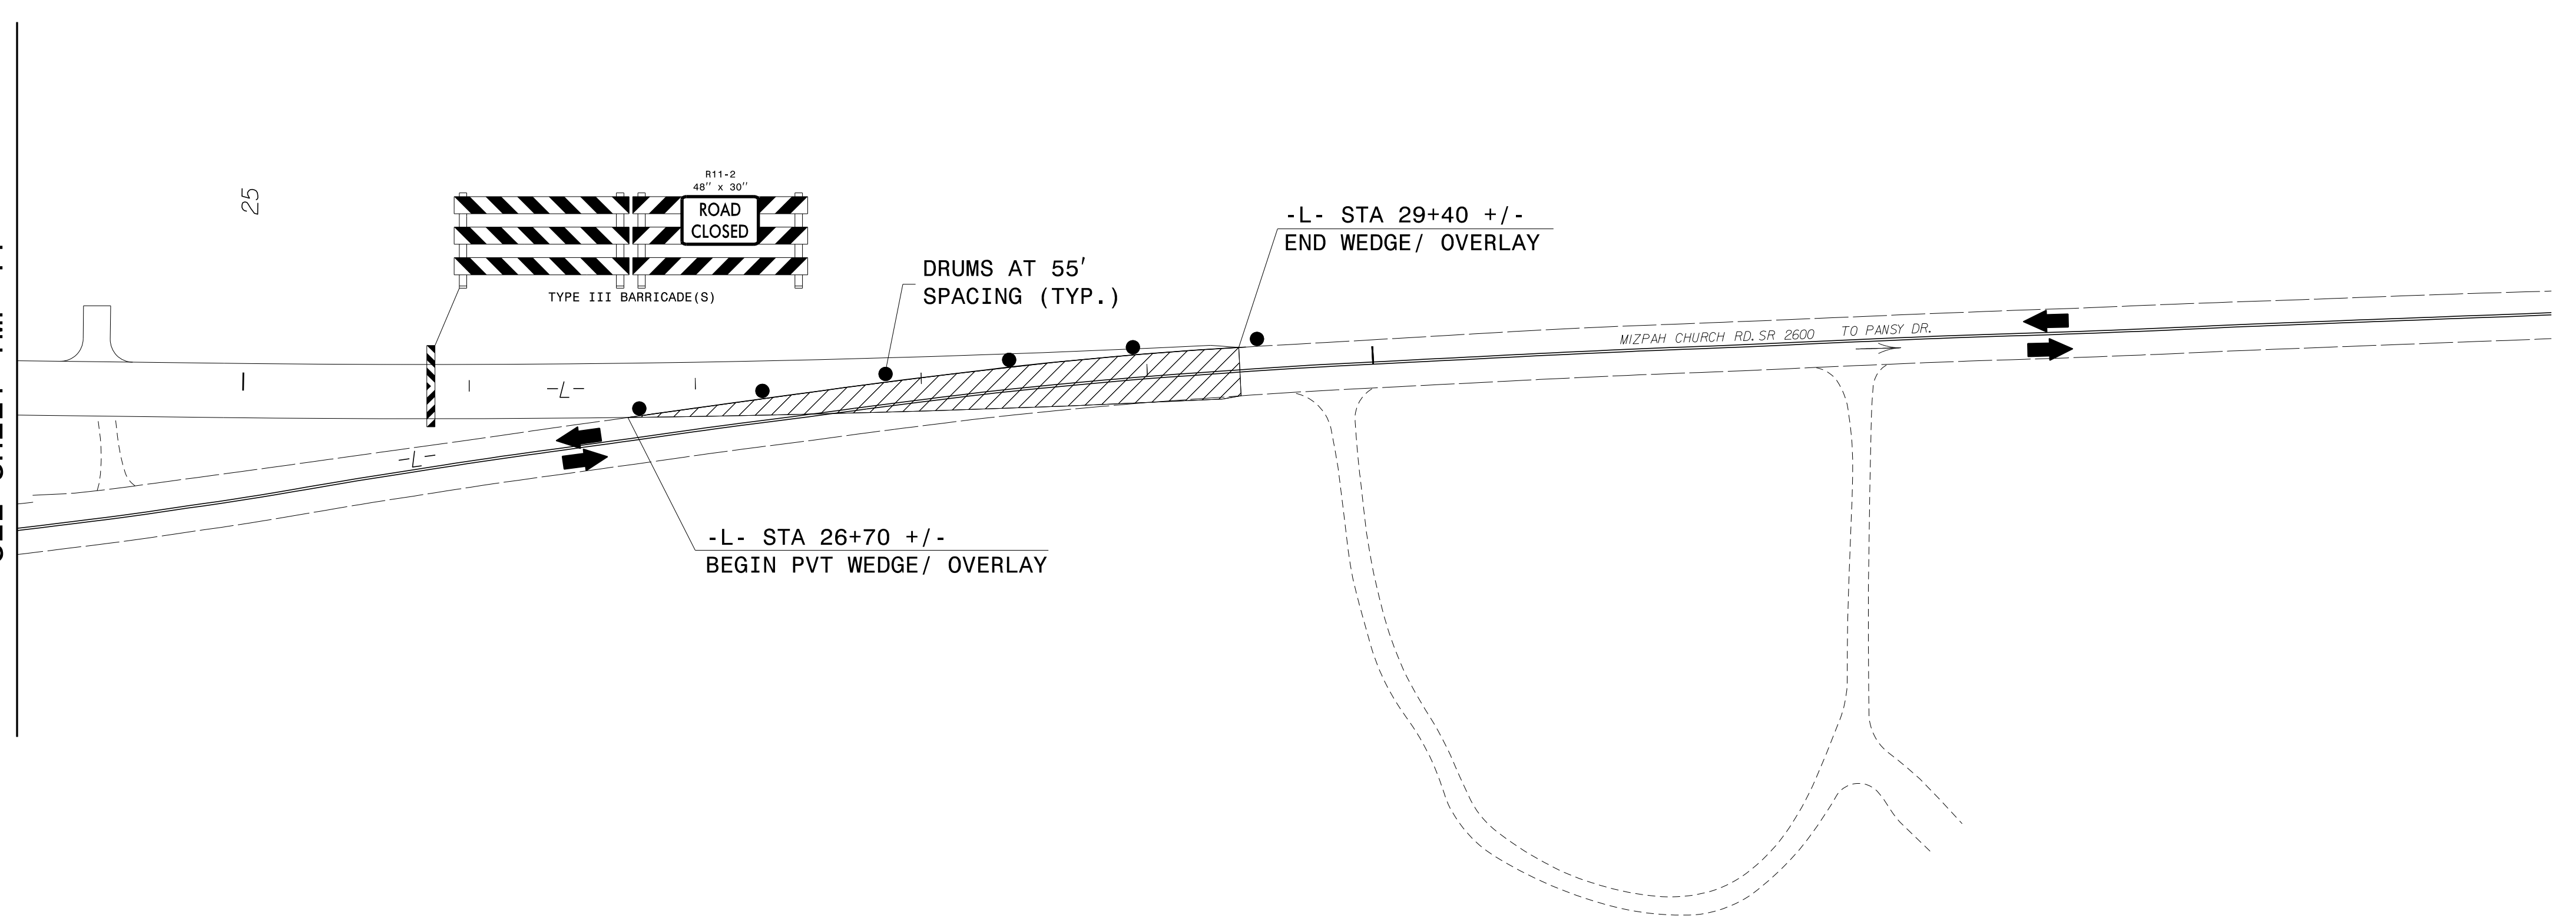 25
R11-2
48" x 30"
ROAD
CLOSED
TYPE III BARRICADE(S)
DRUMS AT 55'
SPACING (TYP.)
-L- STA 29+40 +/-
END WEDGE/ OVERLAY
MIZPAH CHURCH RD. SR 2600 TO PANSY DR.
-L-
-L-
-L- STA 26+70 +/-
BEGIN PVT WEDGE/ OVERLAY